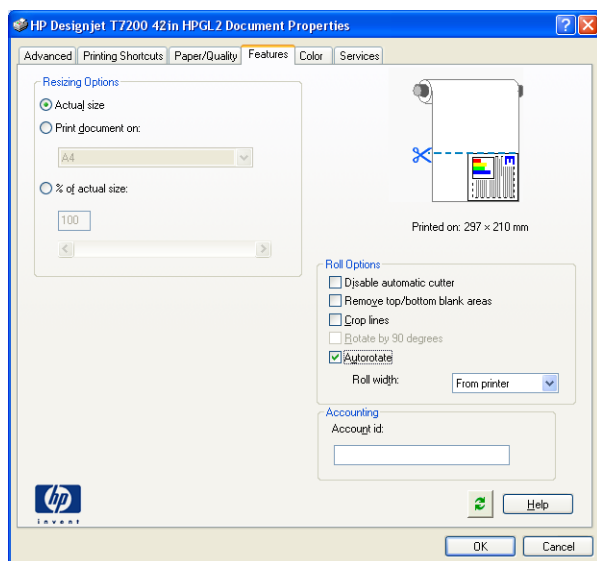 HP Designjet T7200 42in HPGL2 Document Properties
Advanced Printing Shortcuts Paper/Quality Features Color Services
Resizing Options
Actual size
Print document on:
A4
% of actual size:
100
Printed on: 297 × 210 mm
Roll Options
Disable automatic cutter
Remove top/bottom blank areas
Crop lines
Rotate by 90 degrees
Autorotate
Roll width: From printer
Accounting
Account id:
hp
invent
Help
OK Cancel